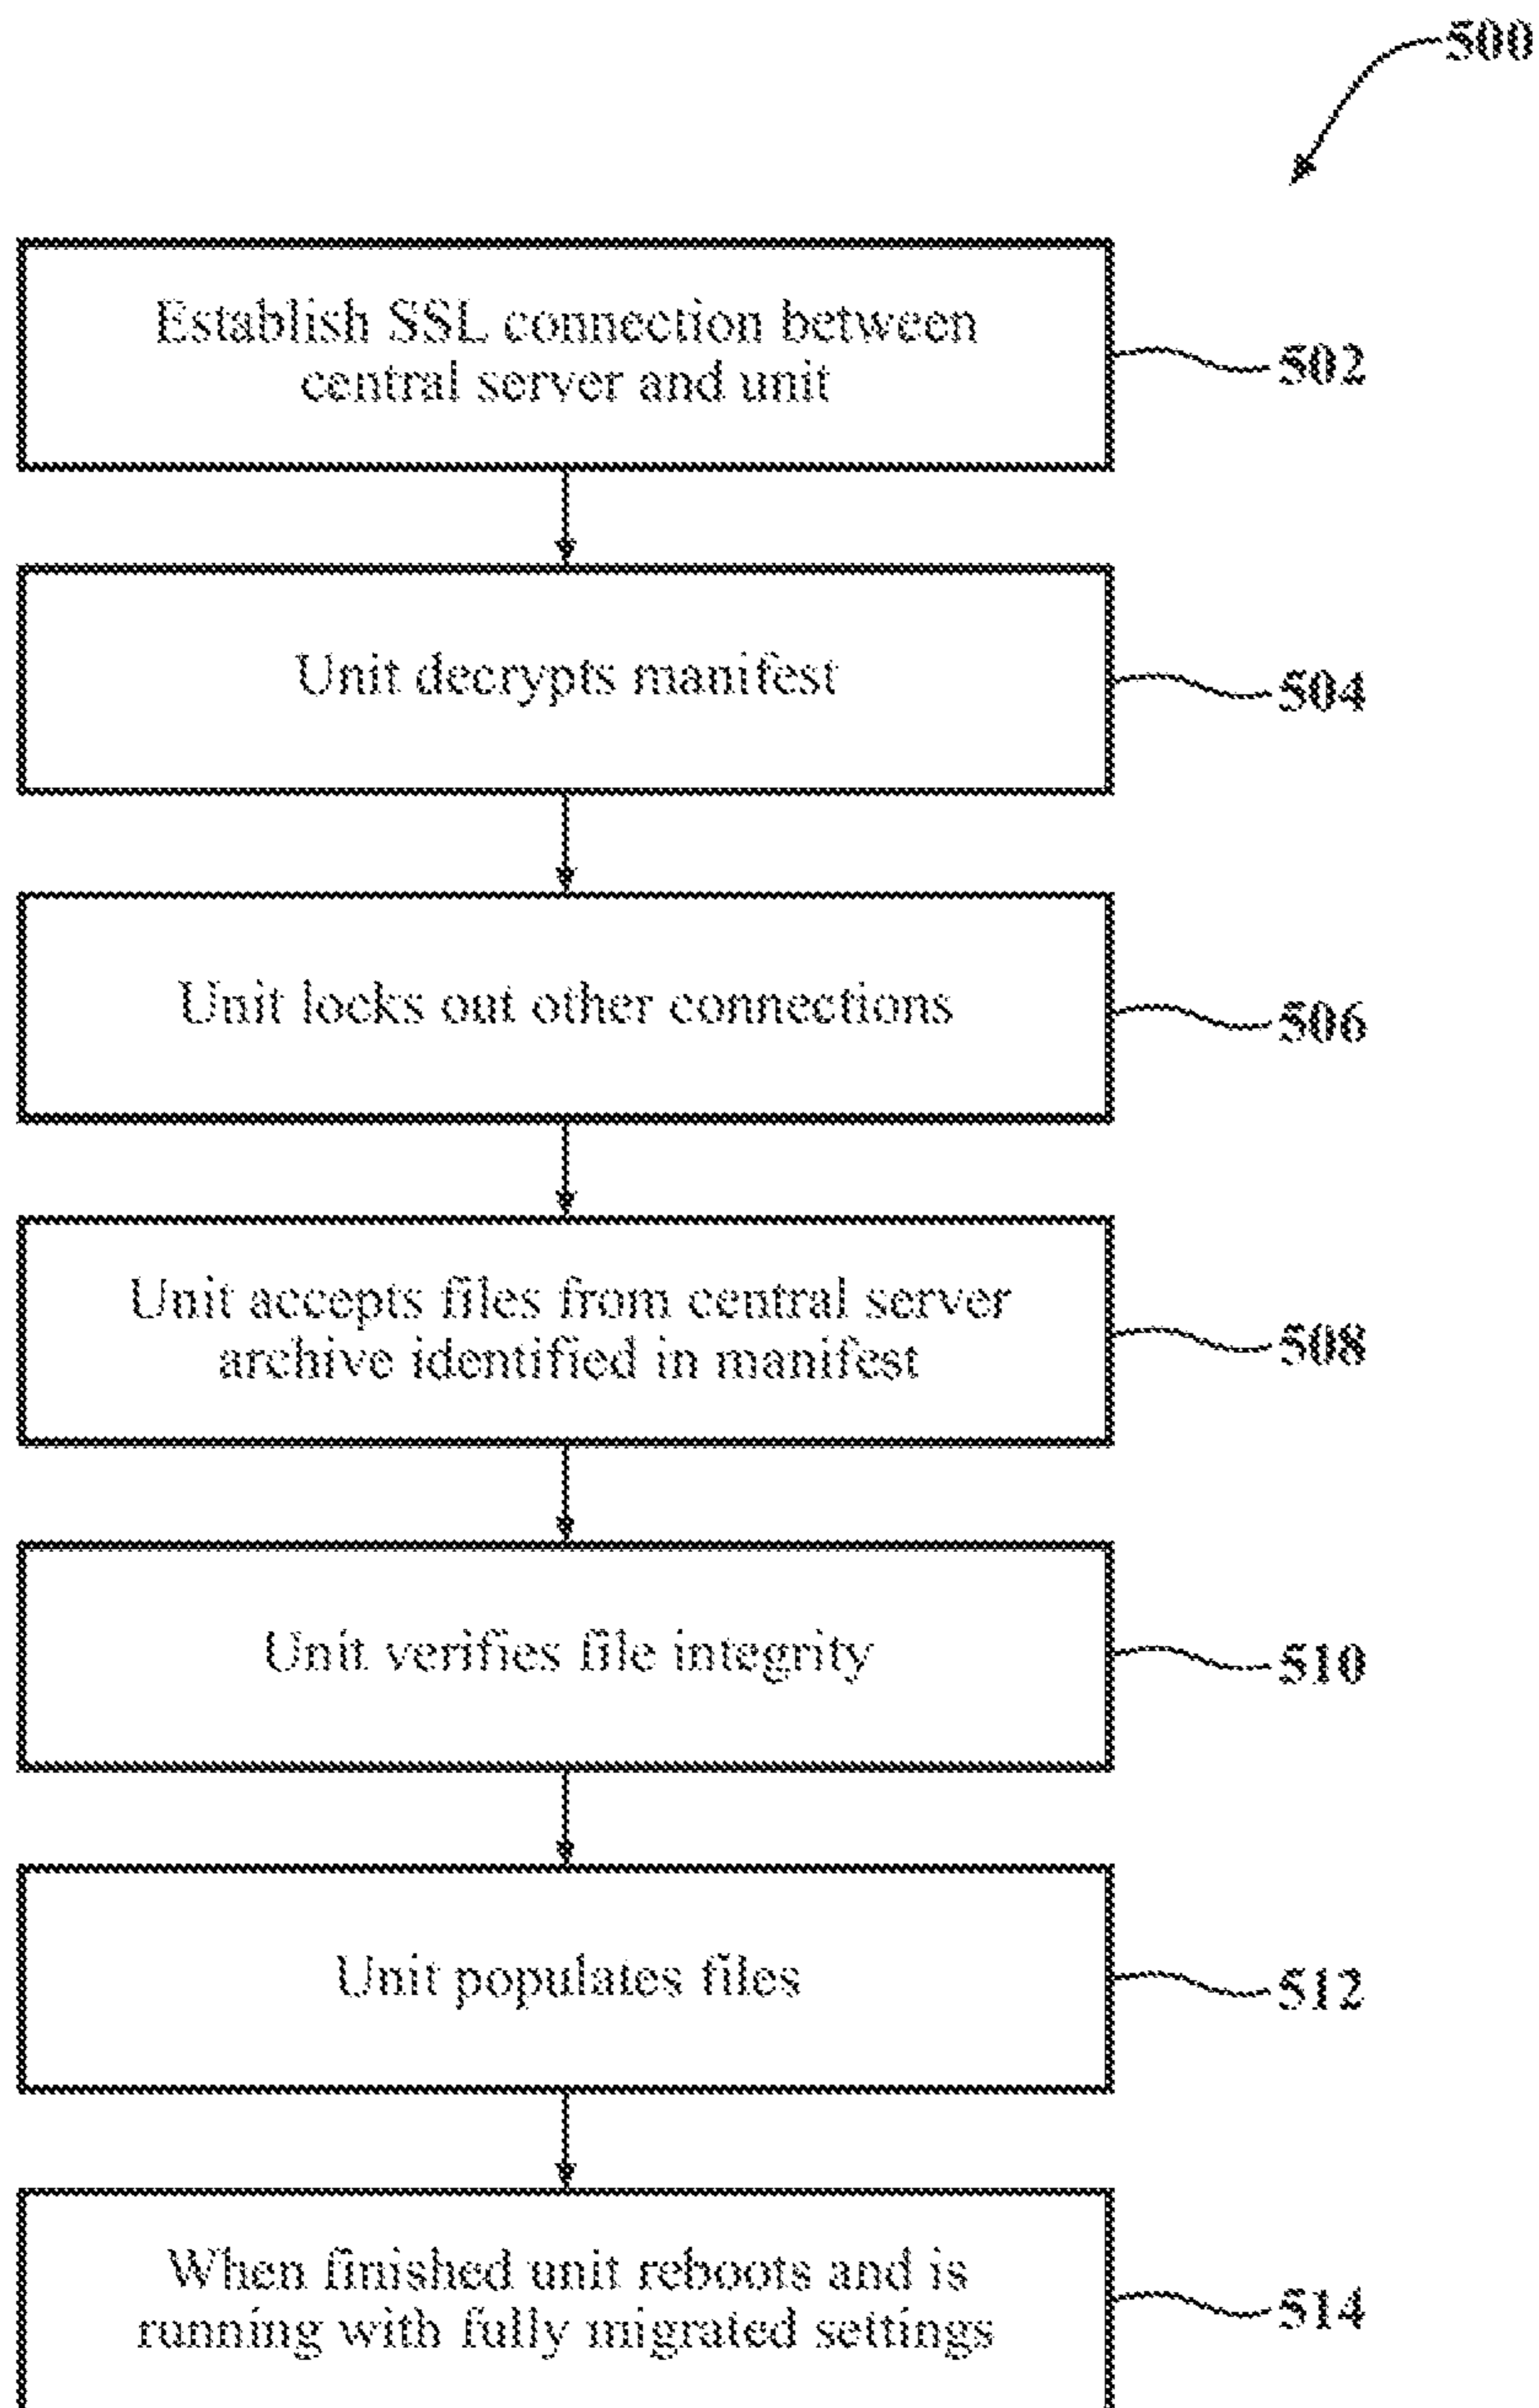 500
Establish SSL connection between
central server and unit
502
Unit decrypts manifest
504
Unit locks out other connections
506
Unit accepts files from central server
archive identified in manifest
508
Unit verifies file integrity
510
Unit populates files
512
When finished unit reboots and is
running with fully migrated settings
514